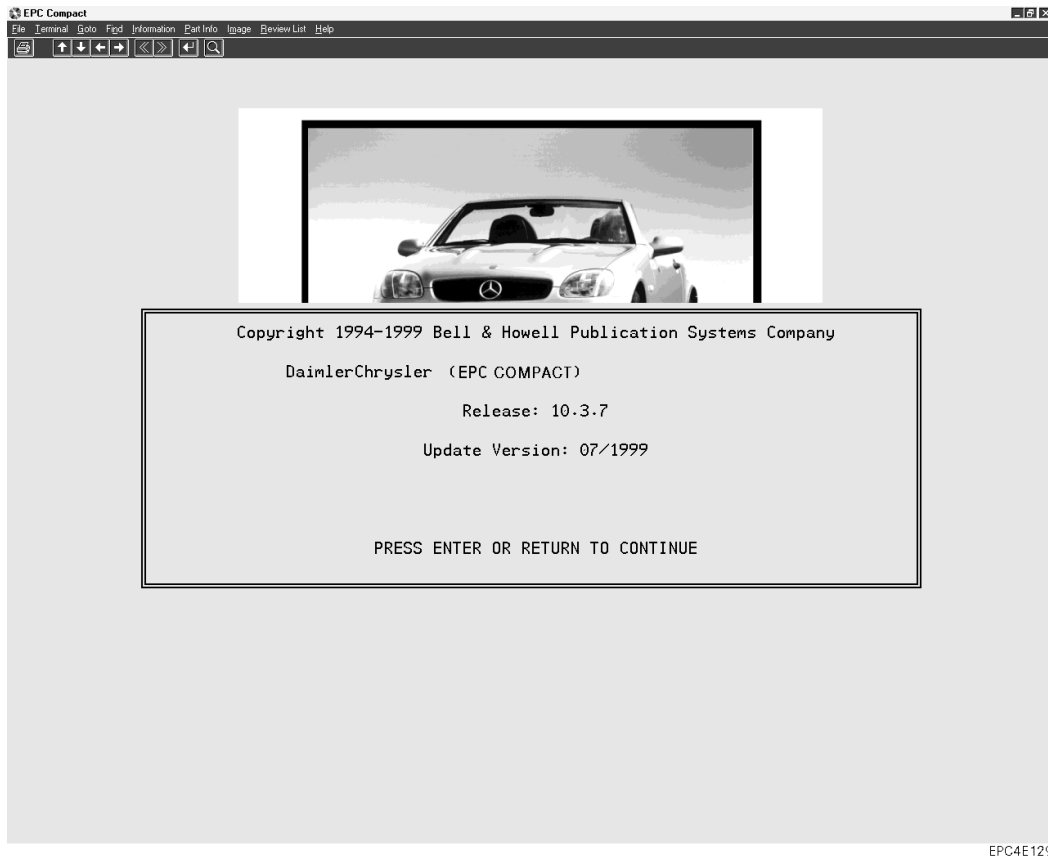 EPC Compact
File Terminal Goto Find Information Part Info Image Review List Help
Copyright 1994-1999 Bell & Howell Publication Systems Company
DaimlerChrysler (EPC COMPACT)
Release: 10.3.7
Update Version: 07/1999
PRESS ENTER OR RETURN TO CONTINUE
EPC4E129